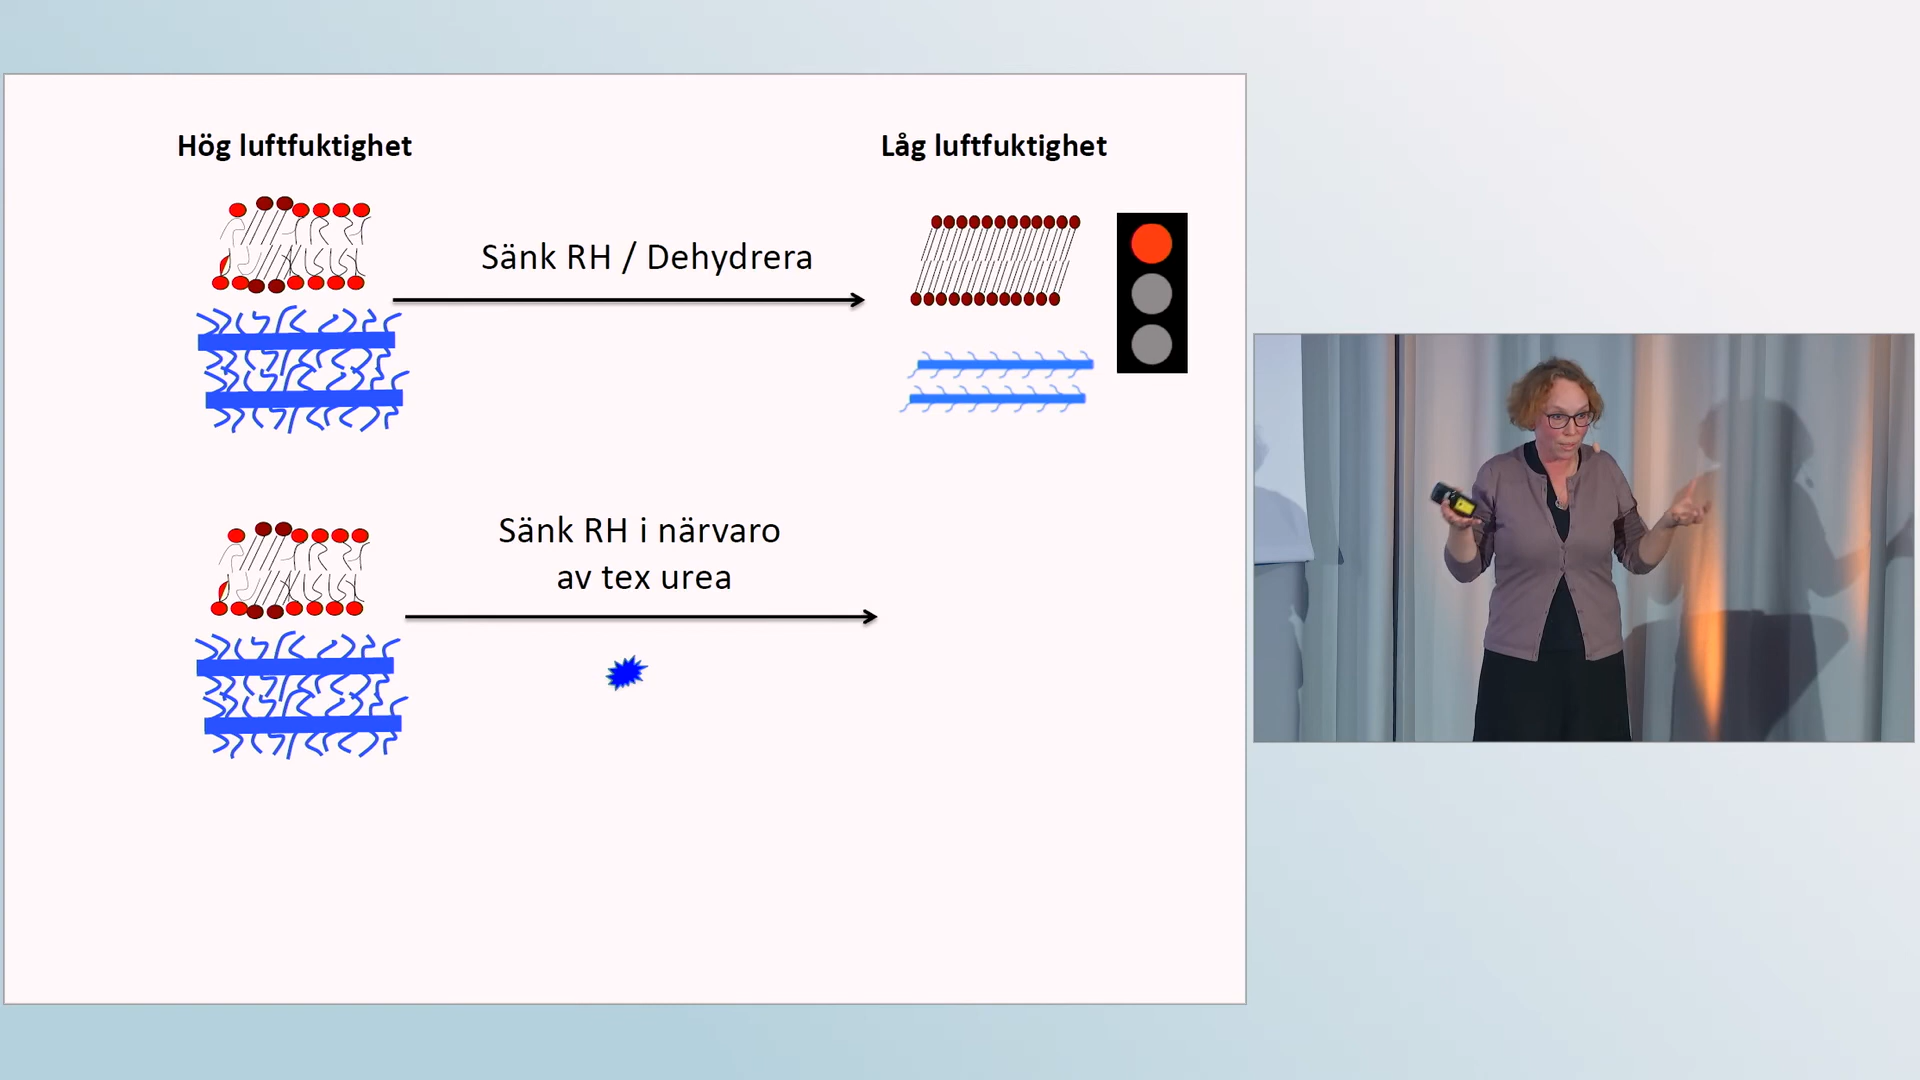 Hög luftfuktighet
Låg luftfuktighet
Sänk RH / Dehydrera
Sänk RH i närvaro
av tex urea